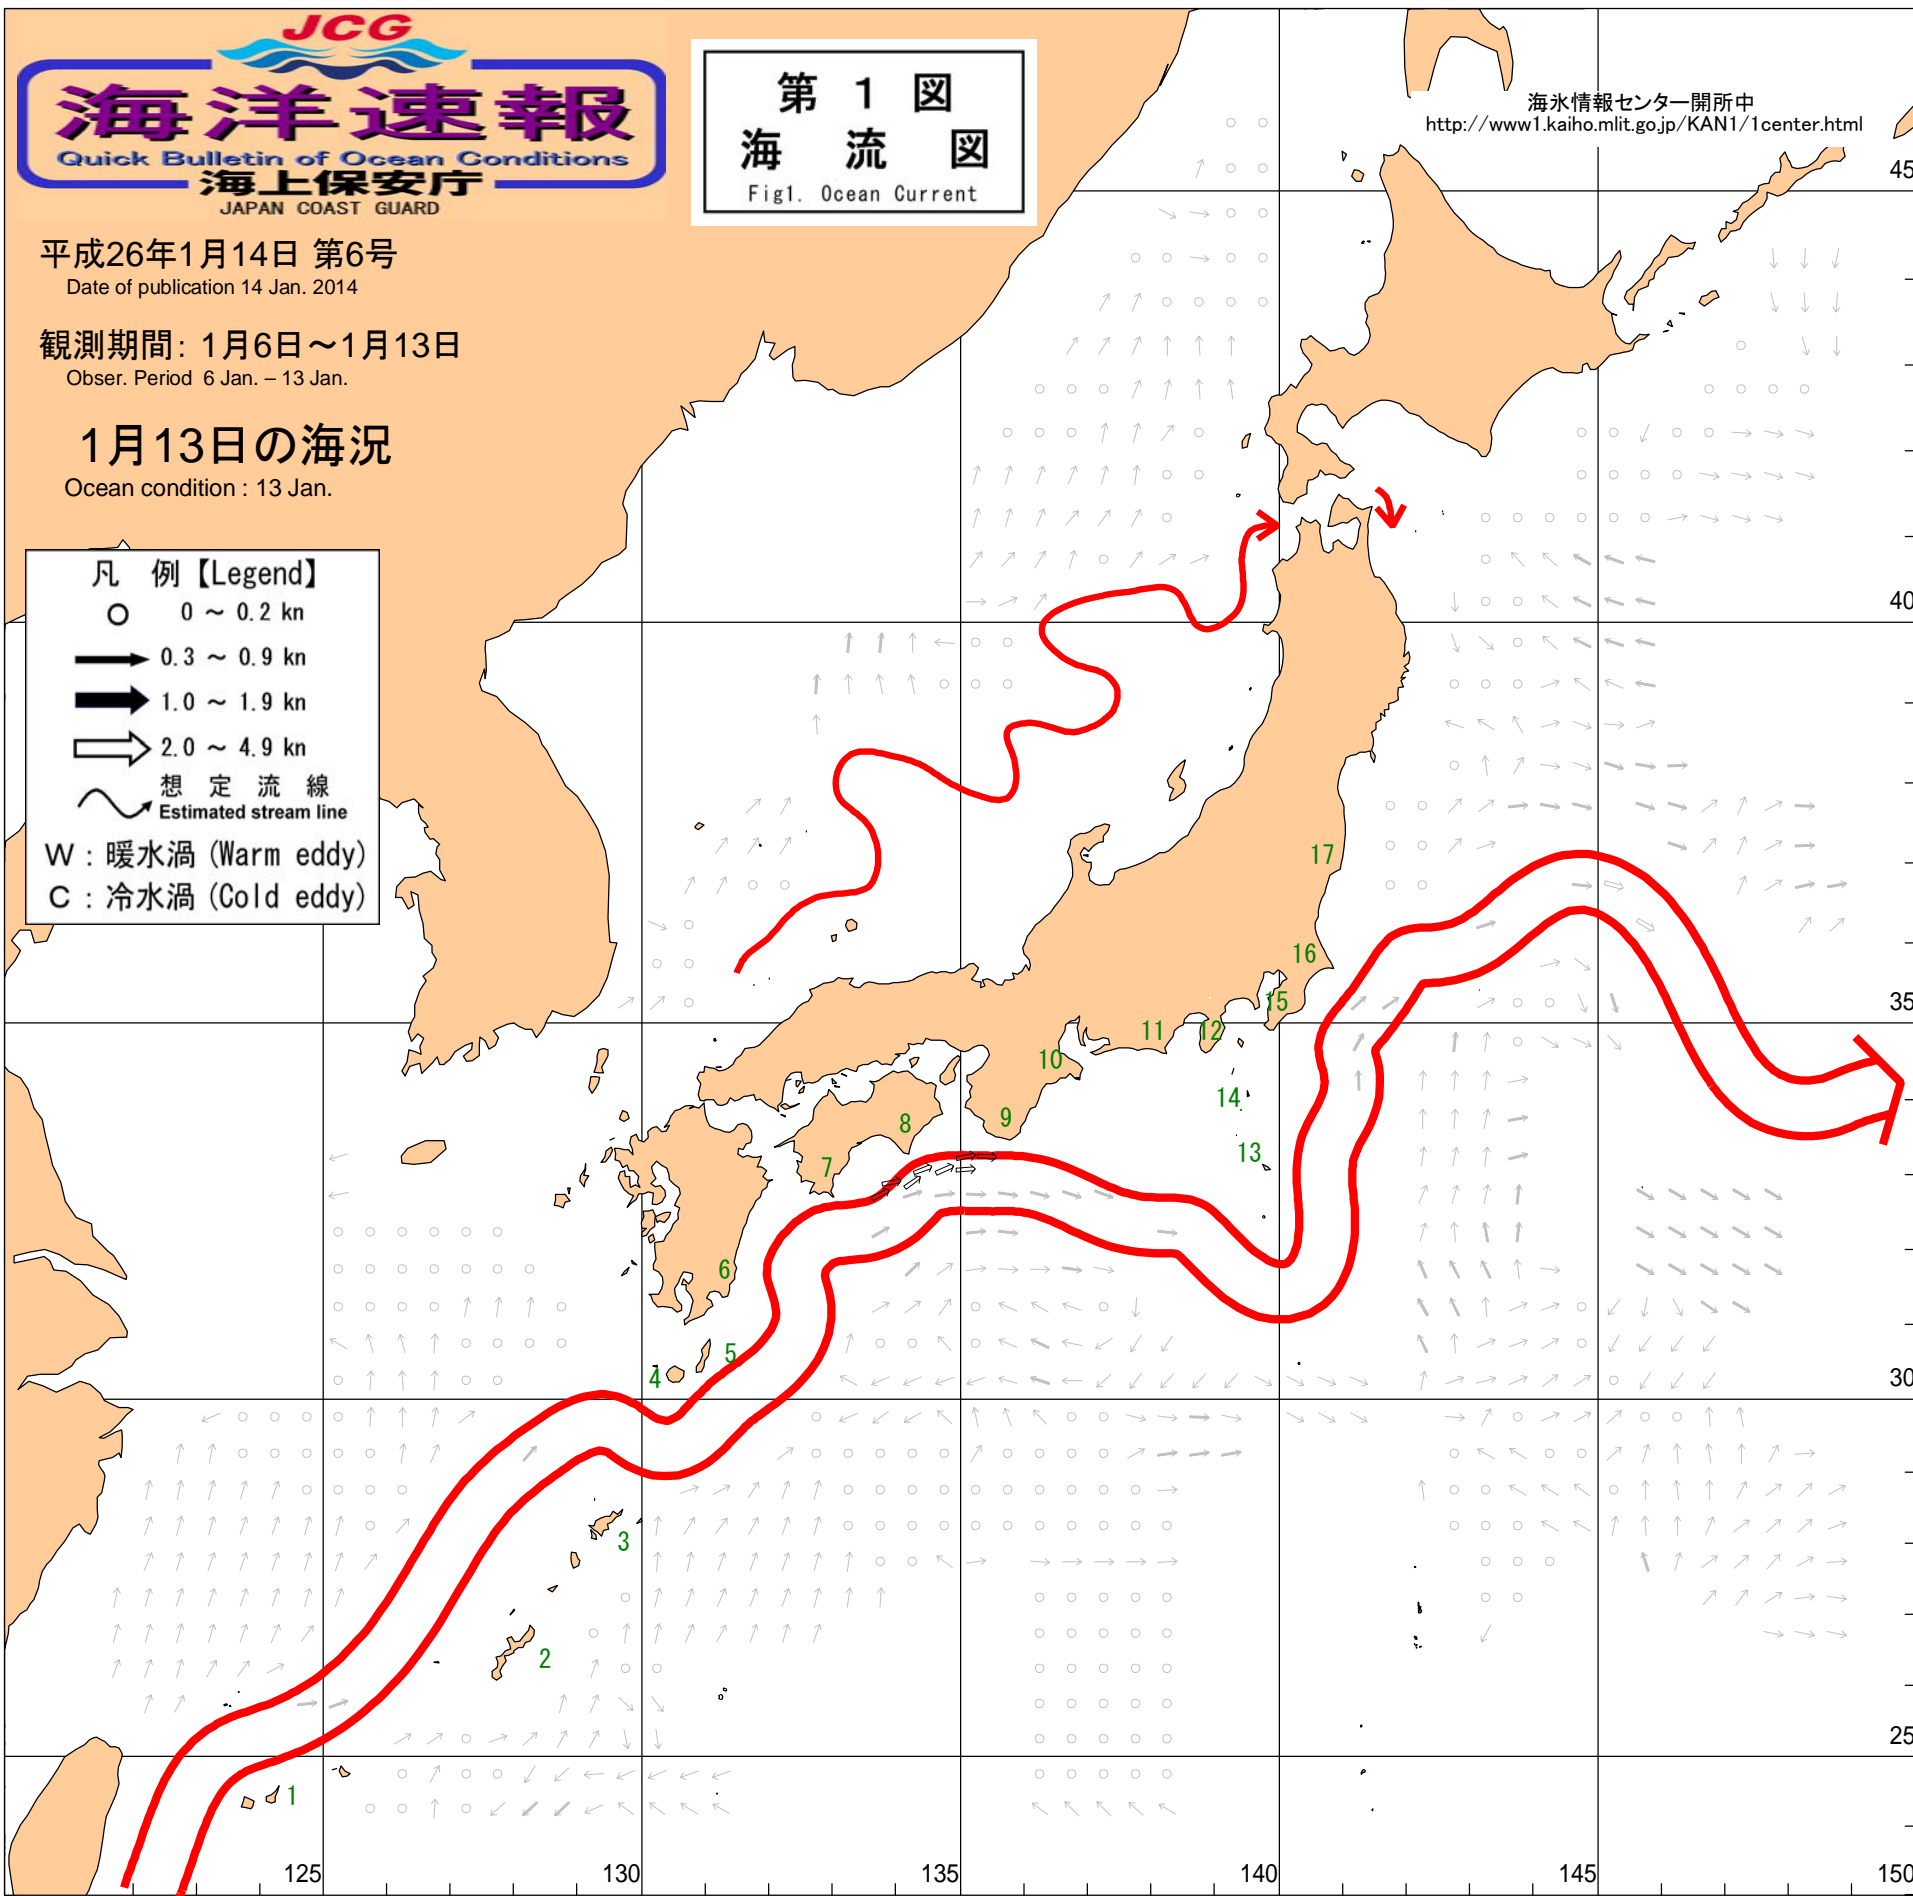 JCG
海洋速報
Quick Bulletin of Ocean Conditions
海上保安庁
JAPAN COAST GUARD
第 1 図
海 流 図
Fig1. Ocean Current
海氷情報センター開所中
http://www1.kaiho.mlit.go.jp/KAN1/1center.html
平成26年1月14日 第6号
Date of publication 14 Jan. 2014
観測期間: 1月6日～1月13日
Obser. Period 6 Jan. – 13 Jan.
1月13日の海況
Ocean condition : 13 Jan.
凡 例【Legend】
0 ～ 0.2 kn
0.3 ～ 0.9 kn
1.0 ～ 1.9 kn
2.0 ～ 4.9 kn
想 定 流 線
Estimated stream line
W : 暖水渦 (Warm eddy)
C : 冷水渦 (Cold eddy)
45
40
17
16
35
15
12
11
10
14
9
8
13
7
6
5
4
30
3
2
25
1
125
130
135
140
145
150